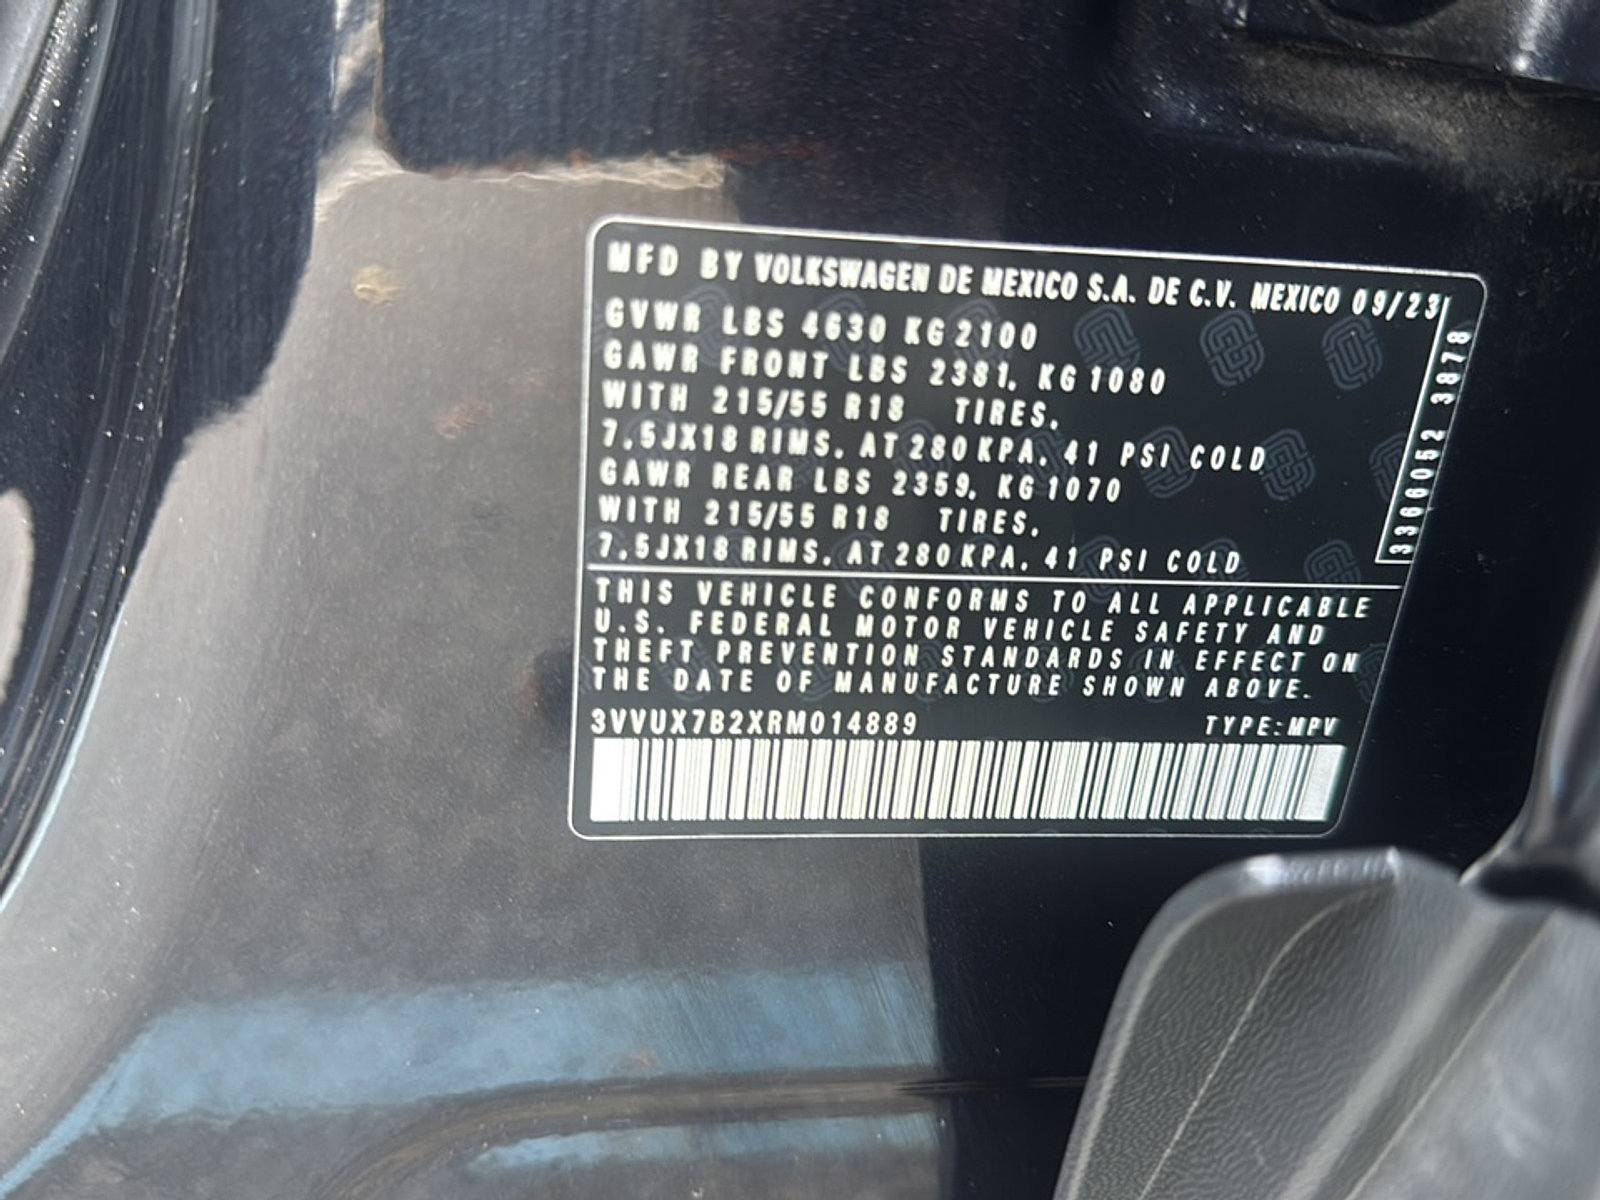 MFD BY VOLKSWAGEN DE MEXICO S.A. DE C.V. MEXICO 09/23
GVWR LBS 4630 KG 2100
GAWR FRONT LBS 2381, KG 1080
WITH 215/55 R18 TIRES,
7.5JX18 RIMS, AT 280 KPA, 41 PSI COLD
GAWR REAR LBS 2359, KG 1070
WITH 215/55 R18 TIRES,
7.5JX18 RIMS, AT 280 KPA, 41 PSI COLD
3366052 3878
THIS VEHICLE CONFORMS TO ALL APPLICABLE
U.S. FEDERAL MOTOR VEHICLE SAFETY AND
THEFT PREVENTION STANDARDS IN EFFECT ON
THE DATE OF MANUFACTURE SHOWN ABOVE.
3VVUX7B2XRM014889 TYPE: MPV